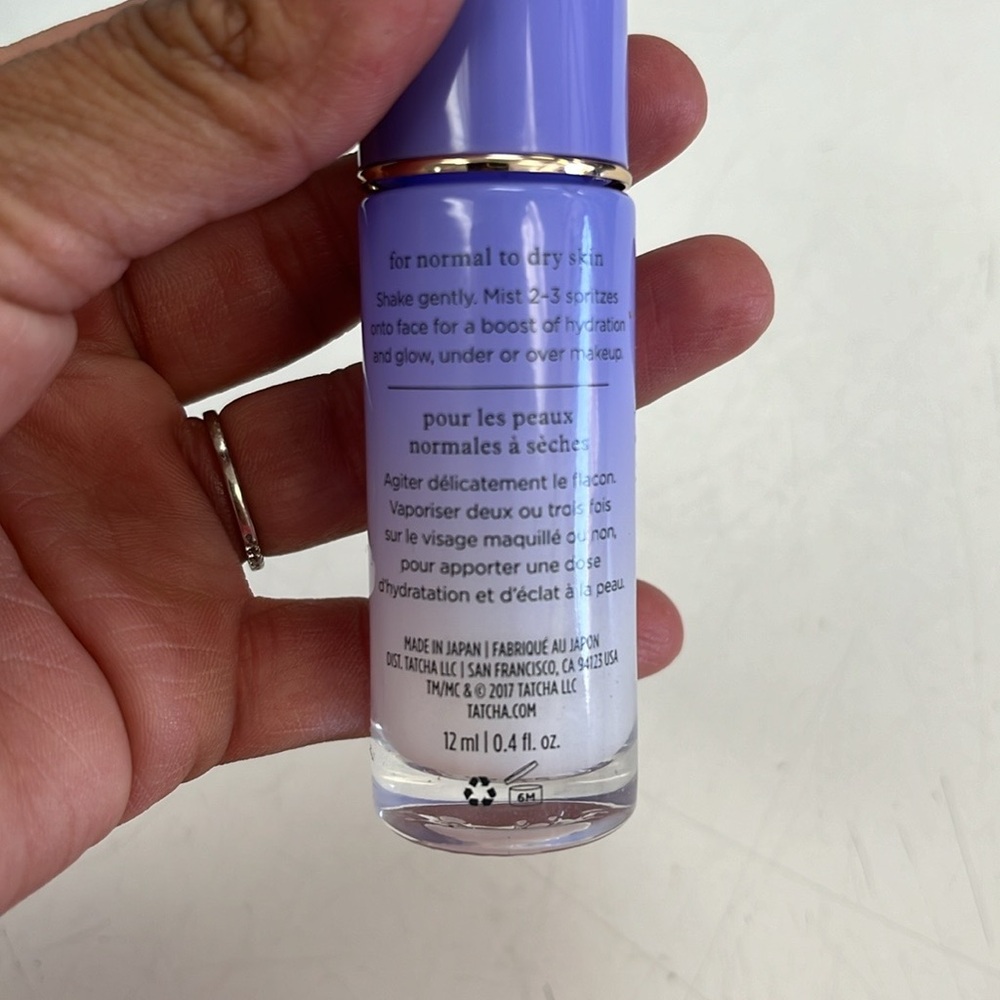 for normal to dry skin
Shake gently. Mist 2-3 spritzes
onto face for a boost of hydration
and glow, under or over makeup.
pour les peaux
normales à sèches
Agiter délicatement le flacon.
Vaporiser deux ou trois fois
sur le visage maquillé ou non,
pour apporter une dose
d'hydratation et d'éclat à la peau.
MADE IN JAPAN | FABRIQUÉ AU JAPON
DIST. TATCHA LLC | SAN FRANCISCO, CA 94123 USA
TM/MC & © 2017 TATCHA LLC
TATCHA.COM
12 ml | 0.4 fl. oz.
6M